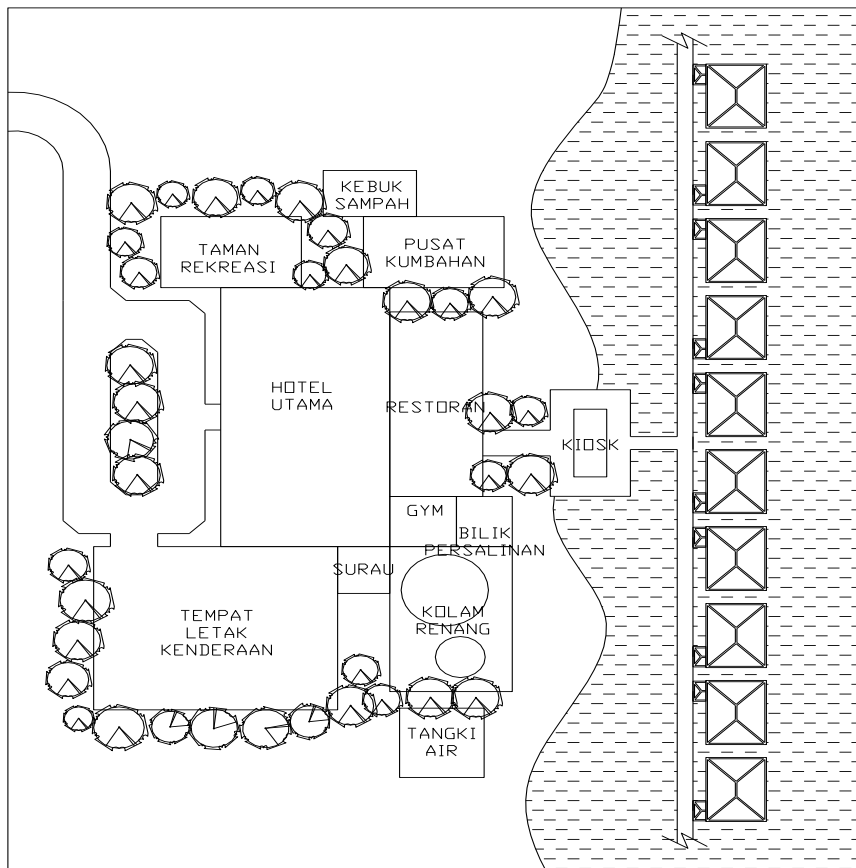 KEBUK
SAMPAH
TAMAN
REKREASI
PUSAT
KUMBAHAN
HOTEL
UTAMA
RESTORAN
KIOSK
GYM
BILIK
PERSALINAN
SURAU
KOLAM
RENANG
TEMPAT
LETAK
KENDERAAN
TANGKI
AIR